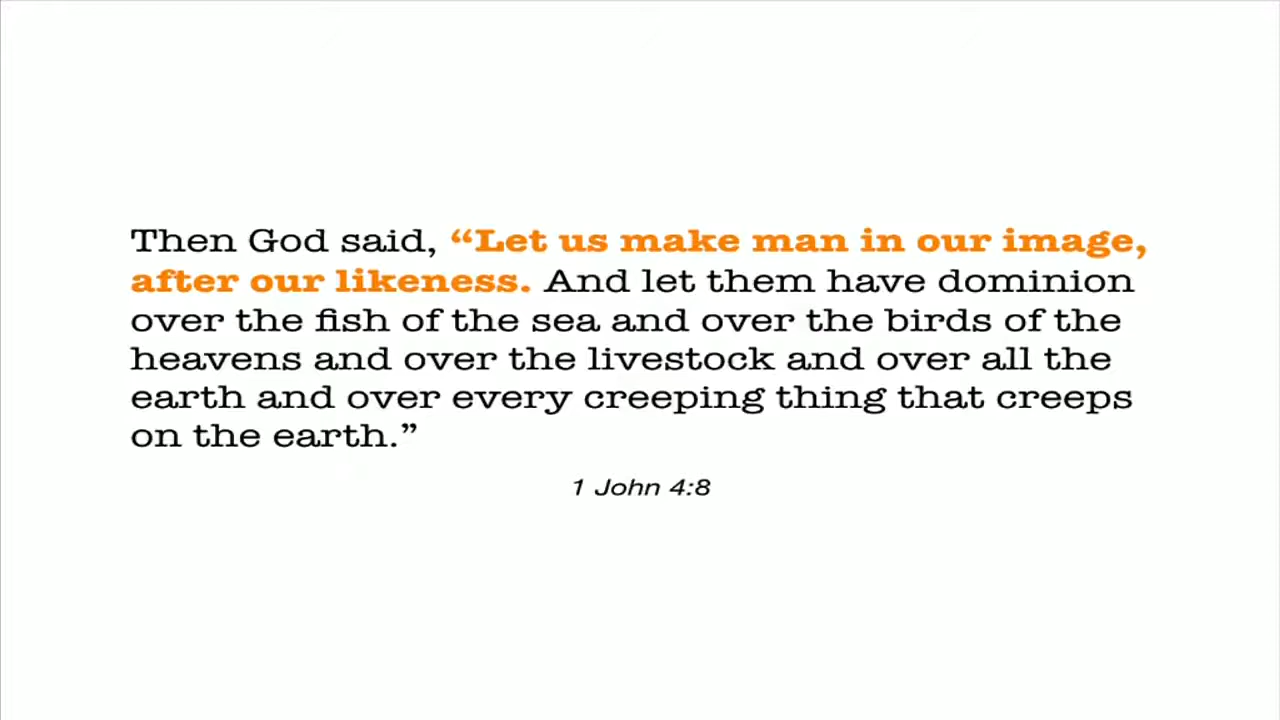 Then God said, “Let us make man in our image,
after our likeness. And let them have dominion
over the fish of the sea and over the birds of the
heavens and over the livestock and over all the
earth and over every creeping thing that creeps
on the earth.”
1 John 4:8